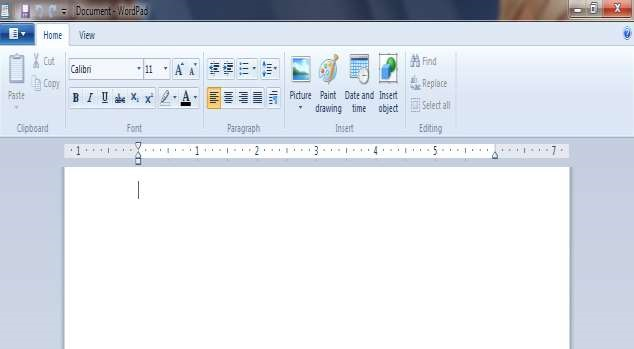 Document - WordPad
Home View
Cut
Copy
Paste
Clipboard
Calibri 11
B I U abc X₂ X² A
Font
Paragraph
Picture
Paint drawing
Date and time
Insert object
Insert
Find
Replace
Select all
Editing
1 1 2 3 4 5 7